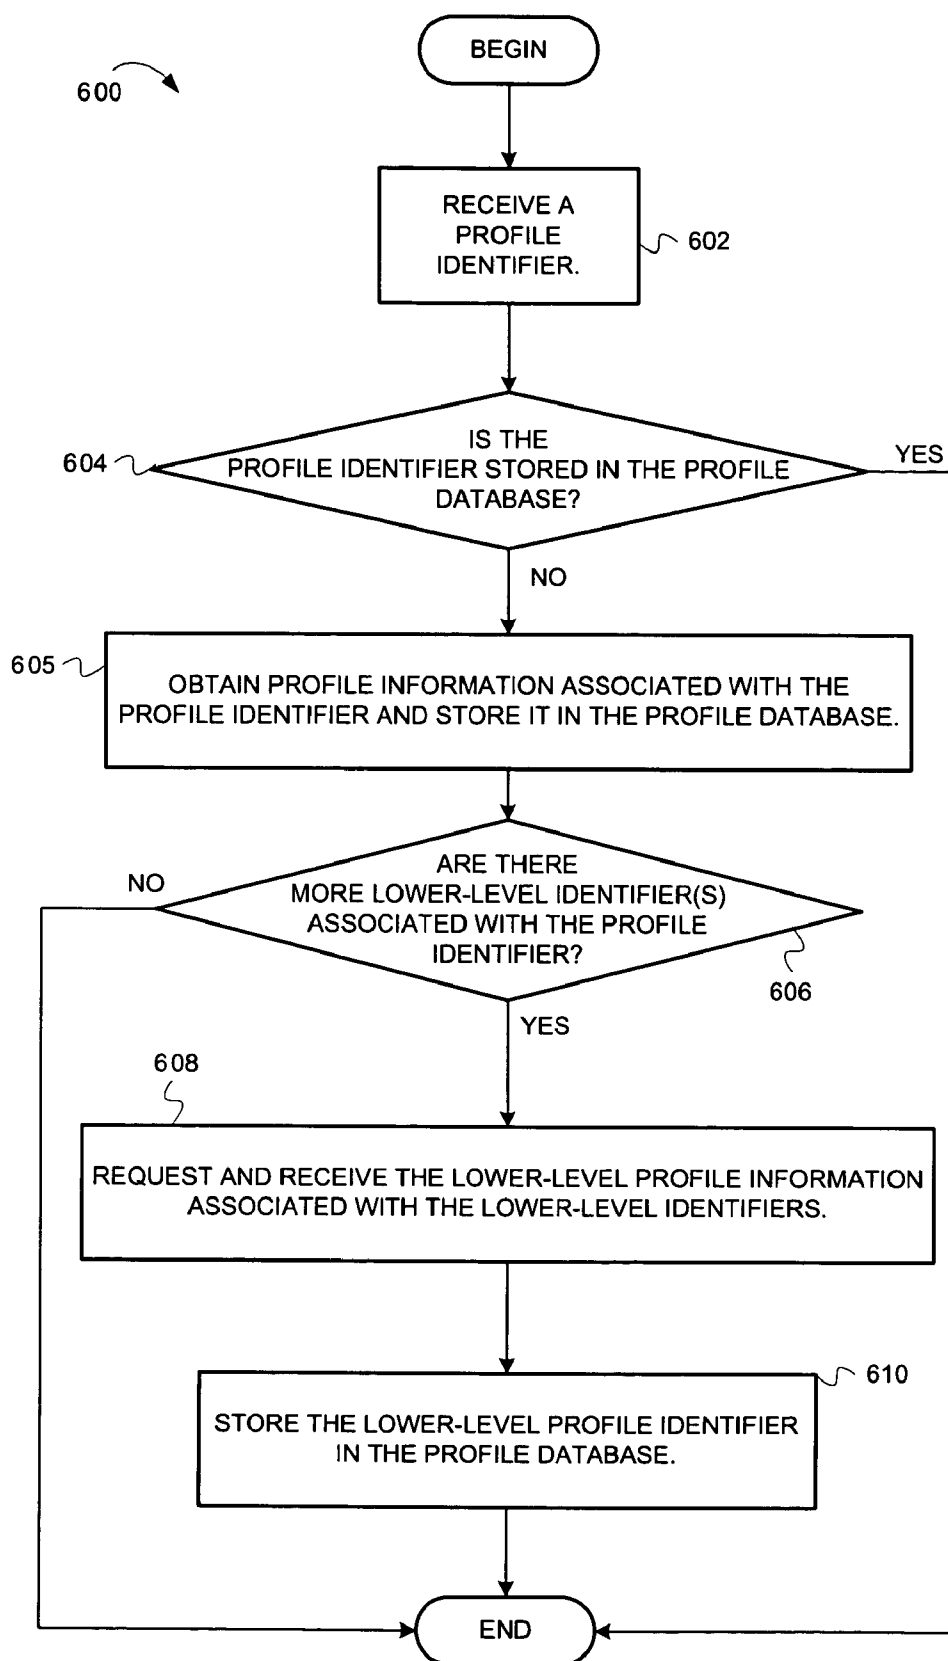 BEGIN
600
RECEIVE A
PROFILE
IDENTIFIER.
602
IS THE
PROFILE IDENTIFIER STORED IN THE PROFILE
DATABASE?
604
YES
NO
605
OBTAIN PROFILE INFORMATION ASSOCIATED WITH THE
PROFILE IDENTIFIER AND STORE IT IN THE PROFILE DATABASE.
ARE THERE
MORE LOWER-LEVEL IDENTIFIER(S)
ASSOCIATED WITH THE PROFILE
IDENTIFIER?
NO
606
YES
608
REQUEST AND RECEIVE THE LOWER-LEVEL PROFILE INFORMATION
ASSOCIATED WITH THE LOWER-LEVEL IDENTIFIERS.
610
STORE THE LOWER-LEVEL PROFILE IDENTIFIER
IN THE PROFILE DATABASE.
END